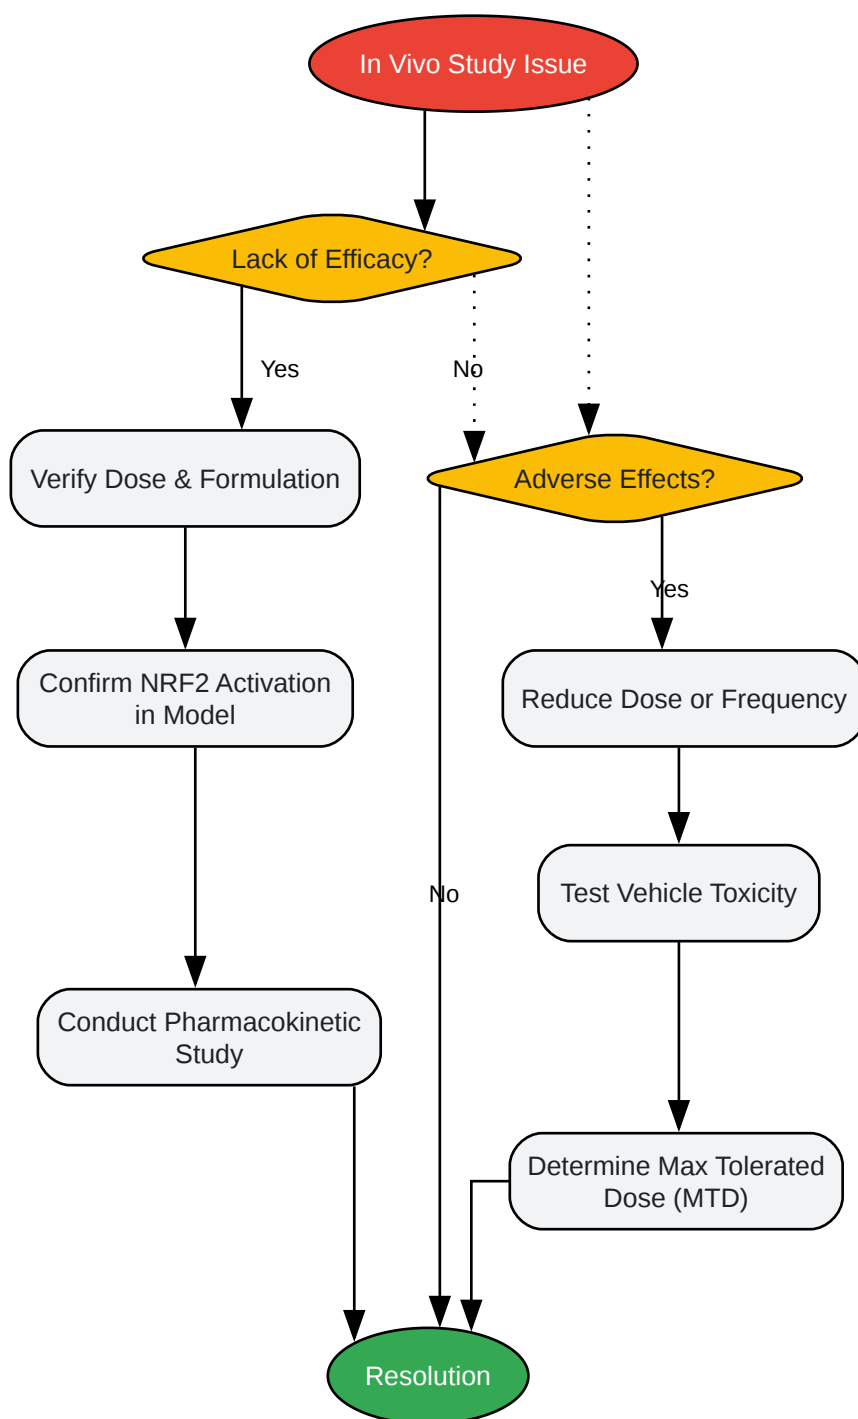 In Vivo Study Issue
Lack of Efficacy?
Yes
No
Verify Dose & Formulation
Adverse Effects?
Yes
Confirm NRF2 Activation
in Model
Reduce Dose or Frequency
No
Test Vehicle Toxicity
Conduct Pharmacokinetic
Study
Determine Max Tolerated
Dose (MTD)
Resolution